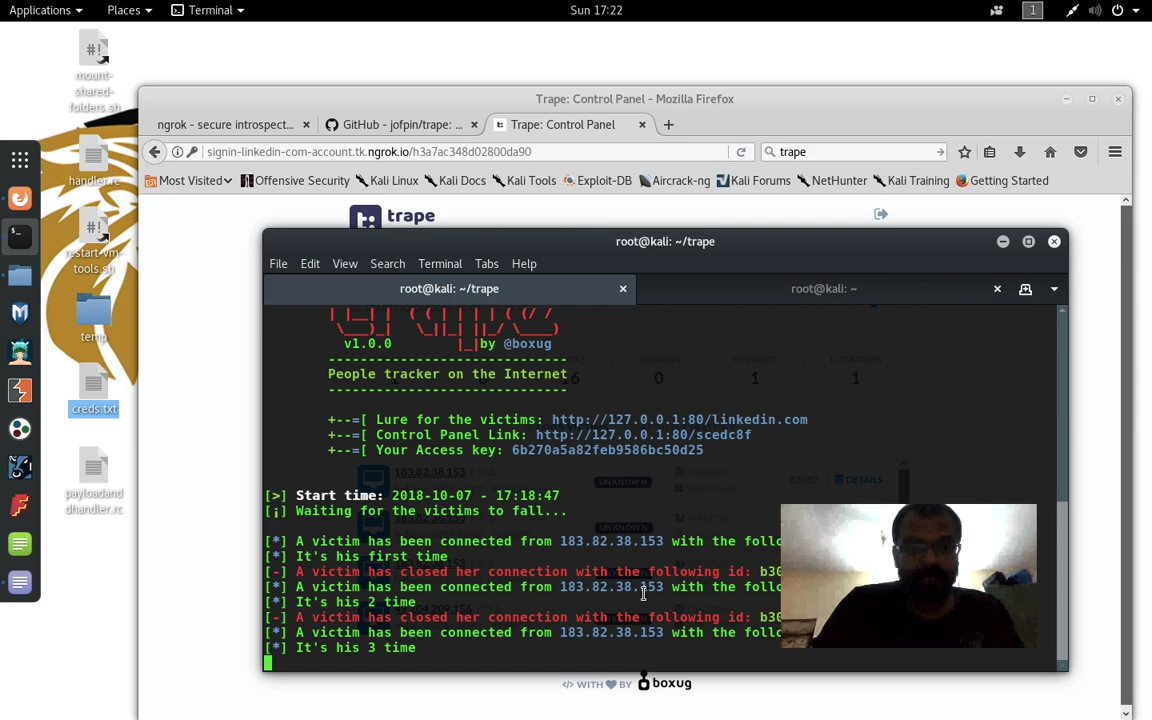 Applications Places Terminal Sun 17:22 1
mount-
shared-
folders.sh
handler.rc
restart-vm-
tools.sh
temp
creds.txt
payloadand
dhandler.rc
Trape: Control Panel - Mozilla Firefox
ngrok - secure introspect... GitHub - jofpin/trape: ... Trape: Control Panel
signin-linkedin-com-account.tk.ngrok.io/h3a7ac348d02800da90 trape
Most Visited Offensive Security Kali Linux Kali Docs Kali Tools Exploit-DB Aircrack-ng Kali Forums NetHunter Kali Training Getting Started
trape
root@kali: ~/trape
File Edit View Search Terminal Tabs Help
root@kali: ~/trape root@kali: ~
v1.0.0 by @boxug
People tracker on the Internet
+--=[ Lure for the victims: http://127.0.0.1:80/linkedin.com
+--=[ Control Panel Link: http://127.0.0.1:80/scedc8f
+--=[ Your Access key: 6b270a5a82feb9586bc50d25
[>] Start time: 2018-10-07 - 17:18:47
[¡] Waiting for the victims to fall...
[*] A victim has been connected from 183.82.38.153 with the follo
[*] It's his first time
[-] A victim has closed her connection with the following id: b30
[*] A victim has been connected from 183.82.38.153 with the follo
[*] It's his 2 time
[-] A victim has closed her connection with the following id: b30
[*] A victim has been connected from 183.82.38.153 with the follo
[*] It's his 3 time
</> WITH BY boxug